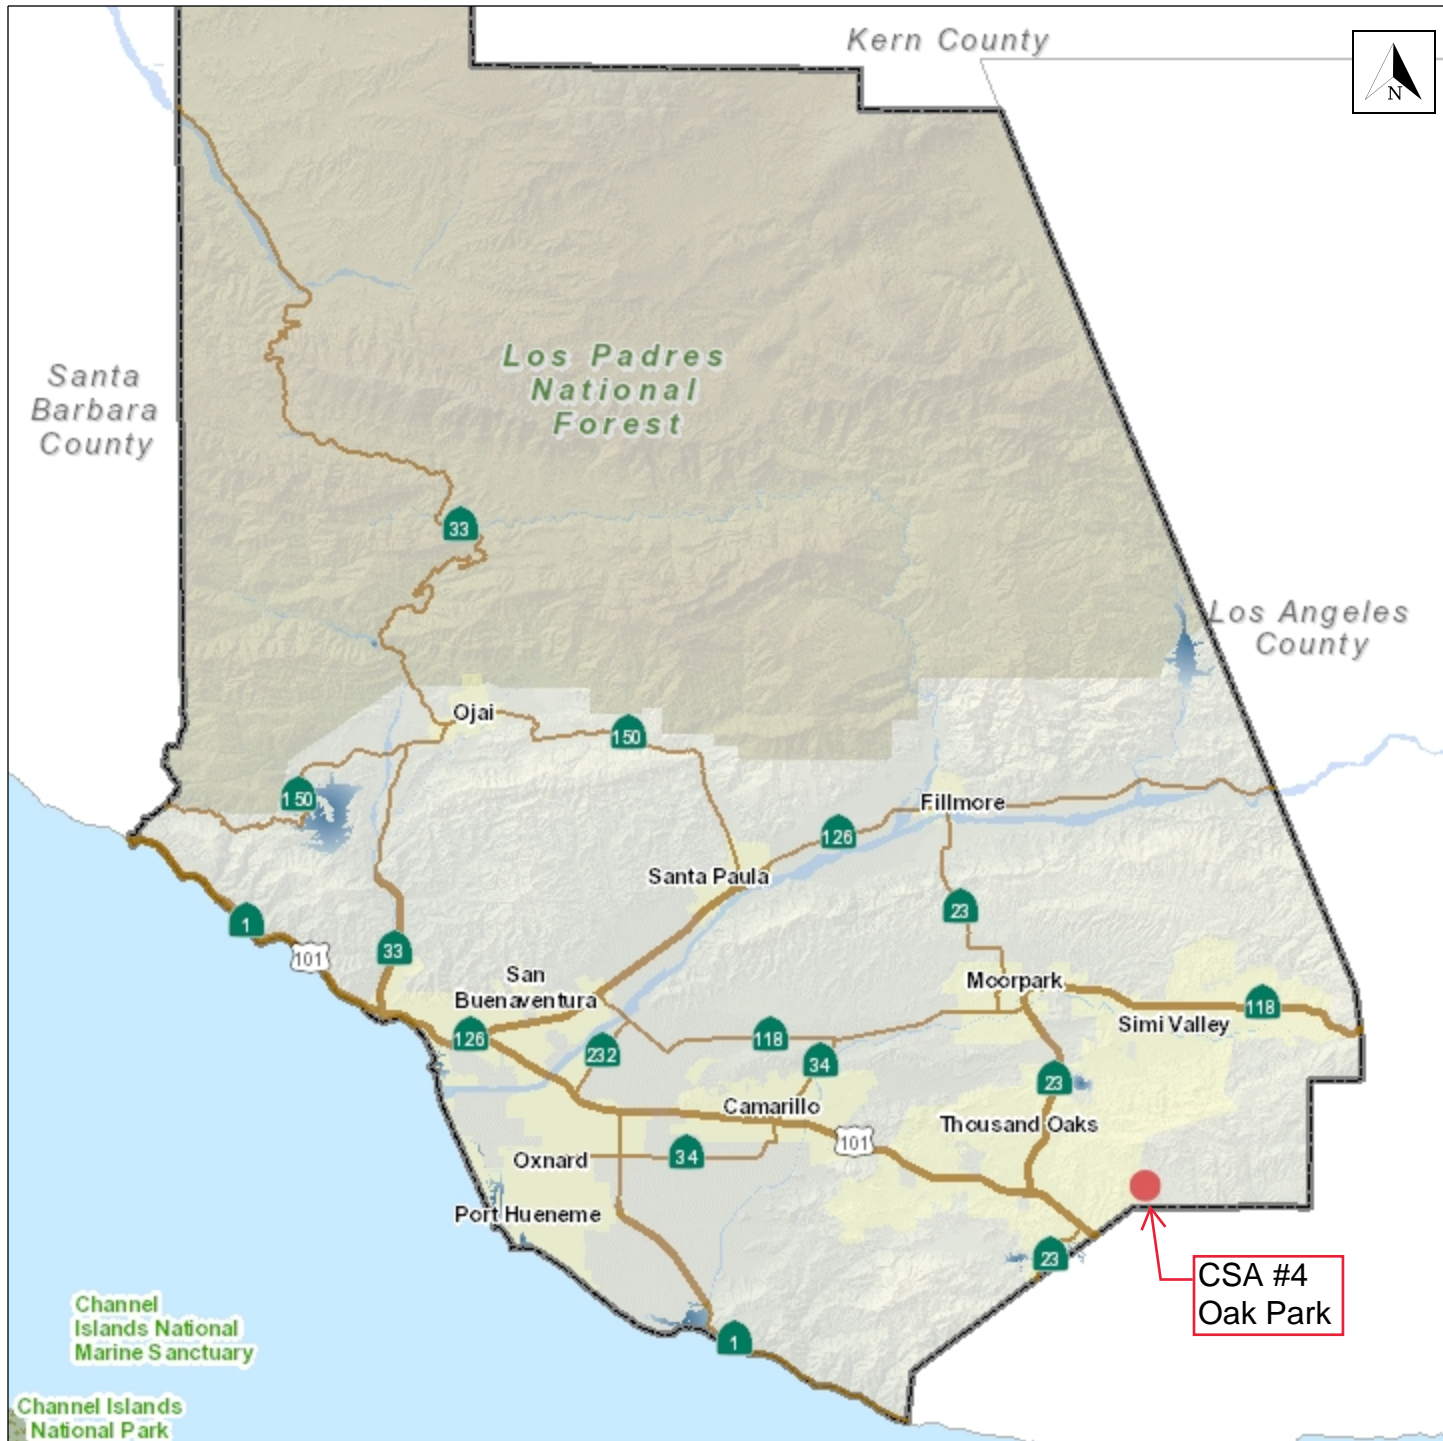 Kern County
N
Los Padres
National
Forest
Santa
Barbara
County
33
Los Angeles
County
Ojai
150
150
Fillmore
126
Santa Paula
1
23
33
101
San
Buenaventura
Moorpark
118
Simi Valley
126
232
118
34
23
Camarillo
Thousand Oaks
101
Oxnard
34
Port Hueneme
23
CSA #4
Oak Park
Channel
Islands National
Marine Sanctuary
1
Channel Islands
National Park